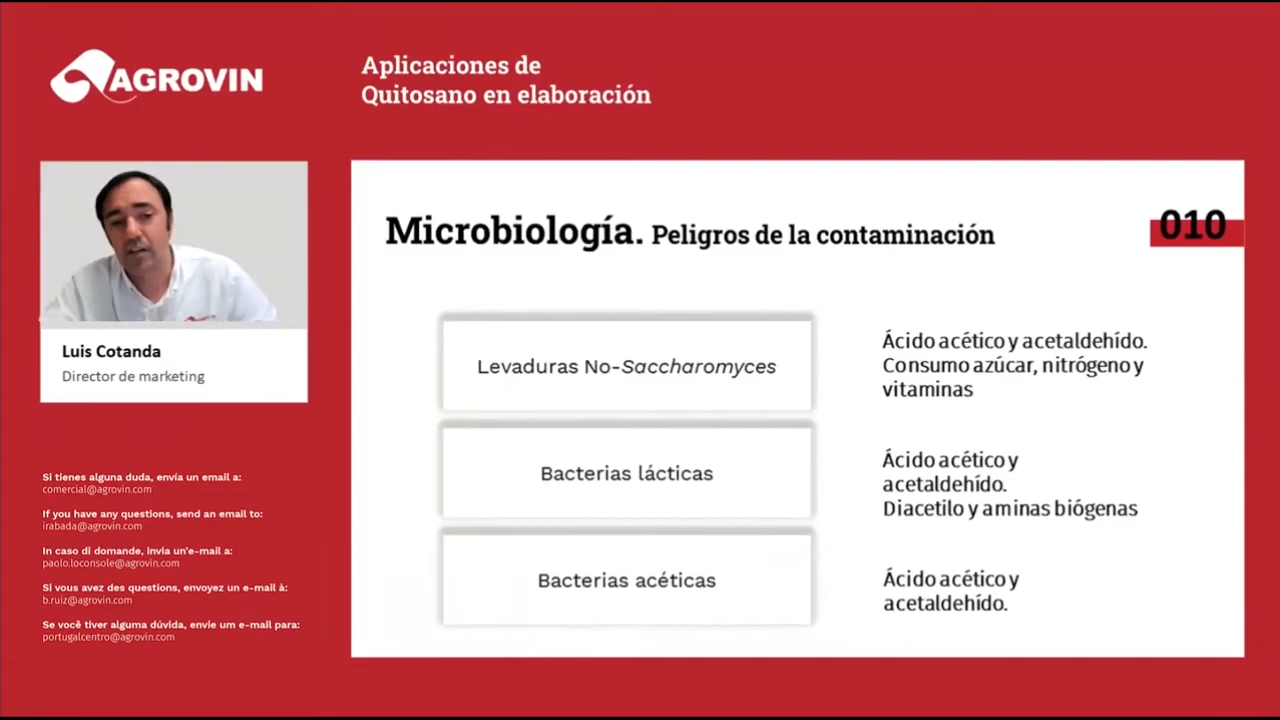 AGROVIN
Aplicaciones de
Quitosano en elaboración
Luis Cotanda
Director de marketing
Si tienes alguna duda, envía un email a:
comercial@agrovin.com
If you have any questions, send an email to:
irabada@agrovin.com
In caso di domande, invia un'e-mail a:
paolo.loconsole@agrovin.com
Si vous avez des questions, envoyez un e-mail à:
b.ruiz@agrovin.com
Se você tiver alguma dúvida, envie um e-mail para:
portugalcentro@agrovin.com
Microbiología. Peligros de la contaminación
010
Levaduras No-Saccharomyces
Ácido acético y acetaldehído.
Consumo azúcar, nitrógeno y
vitaminas
Bacterias lácticas
Ácido acético y
acetaldehído.
Diacetilo y aminas biógenas
Bacterias acéticas
Ácido acético y
acetaldehído.